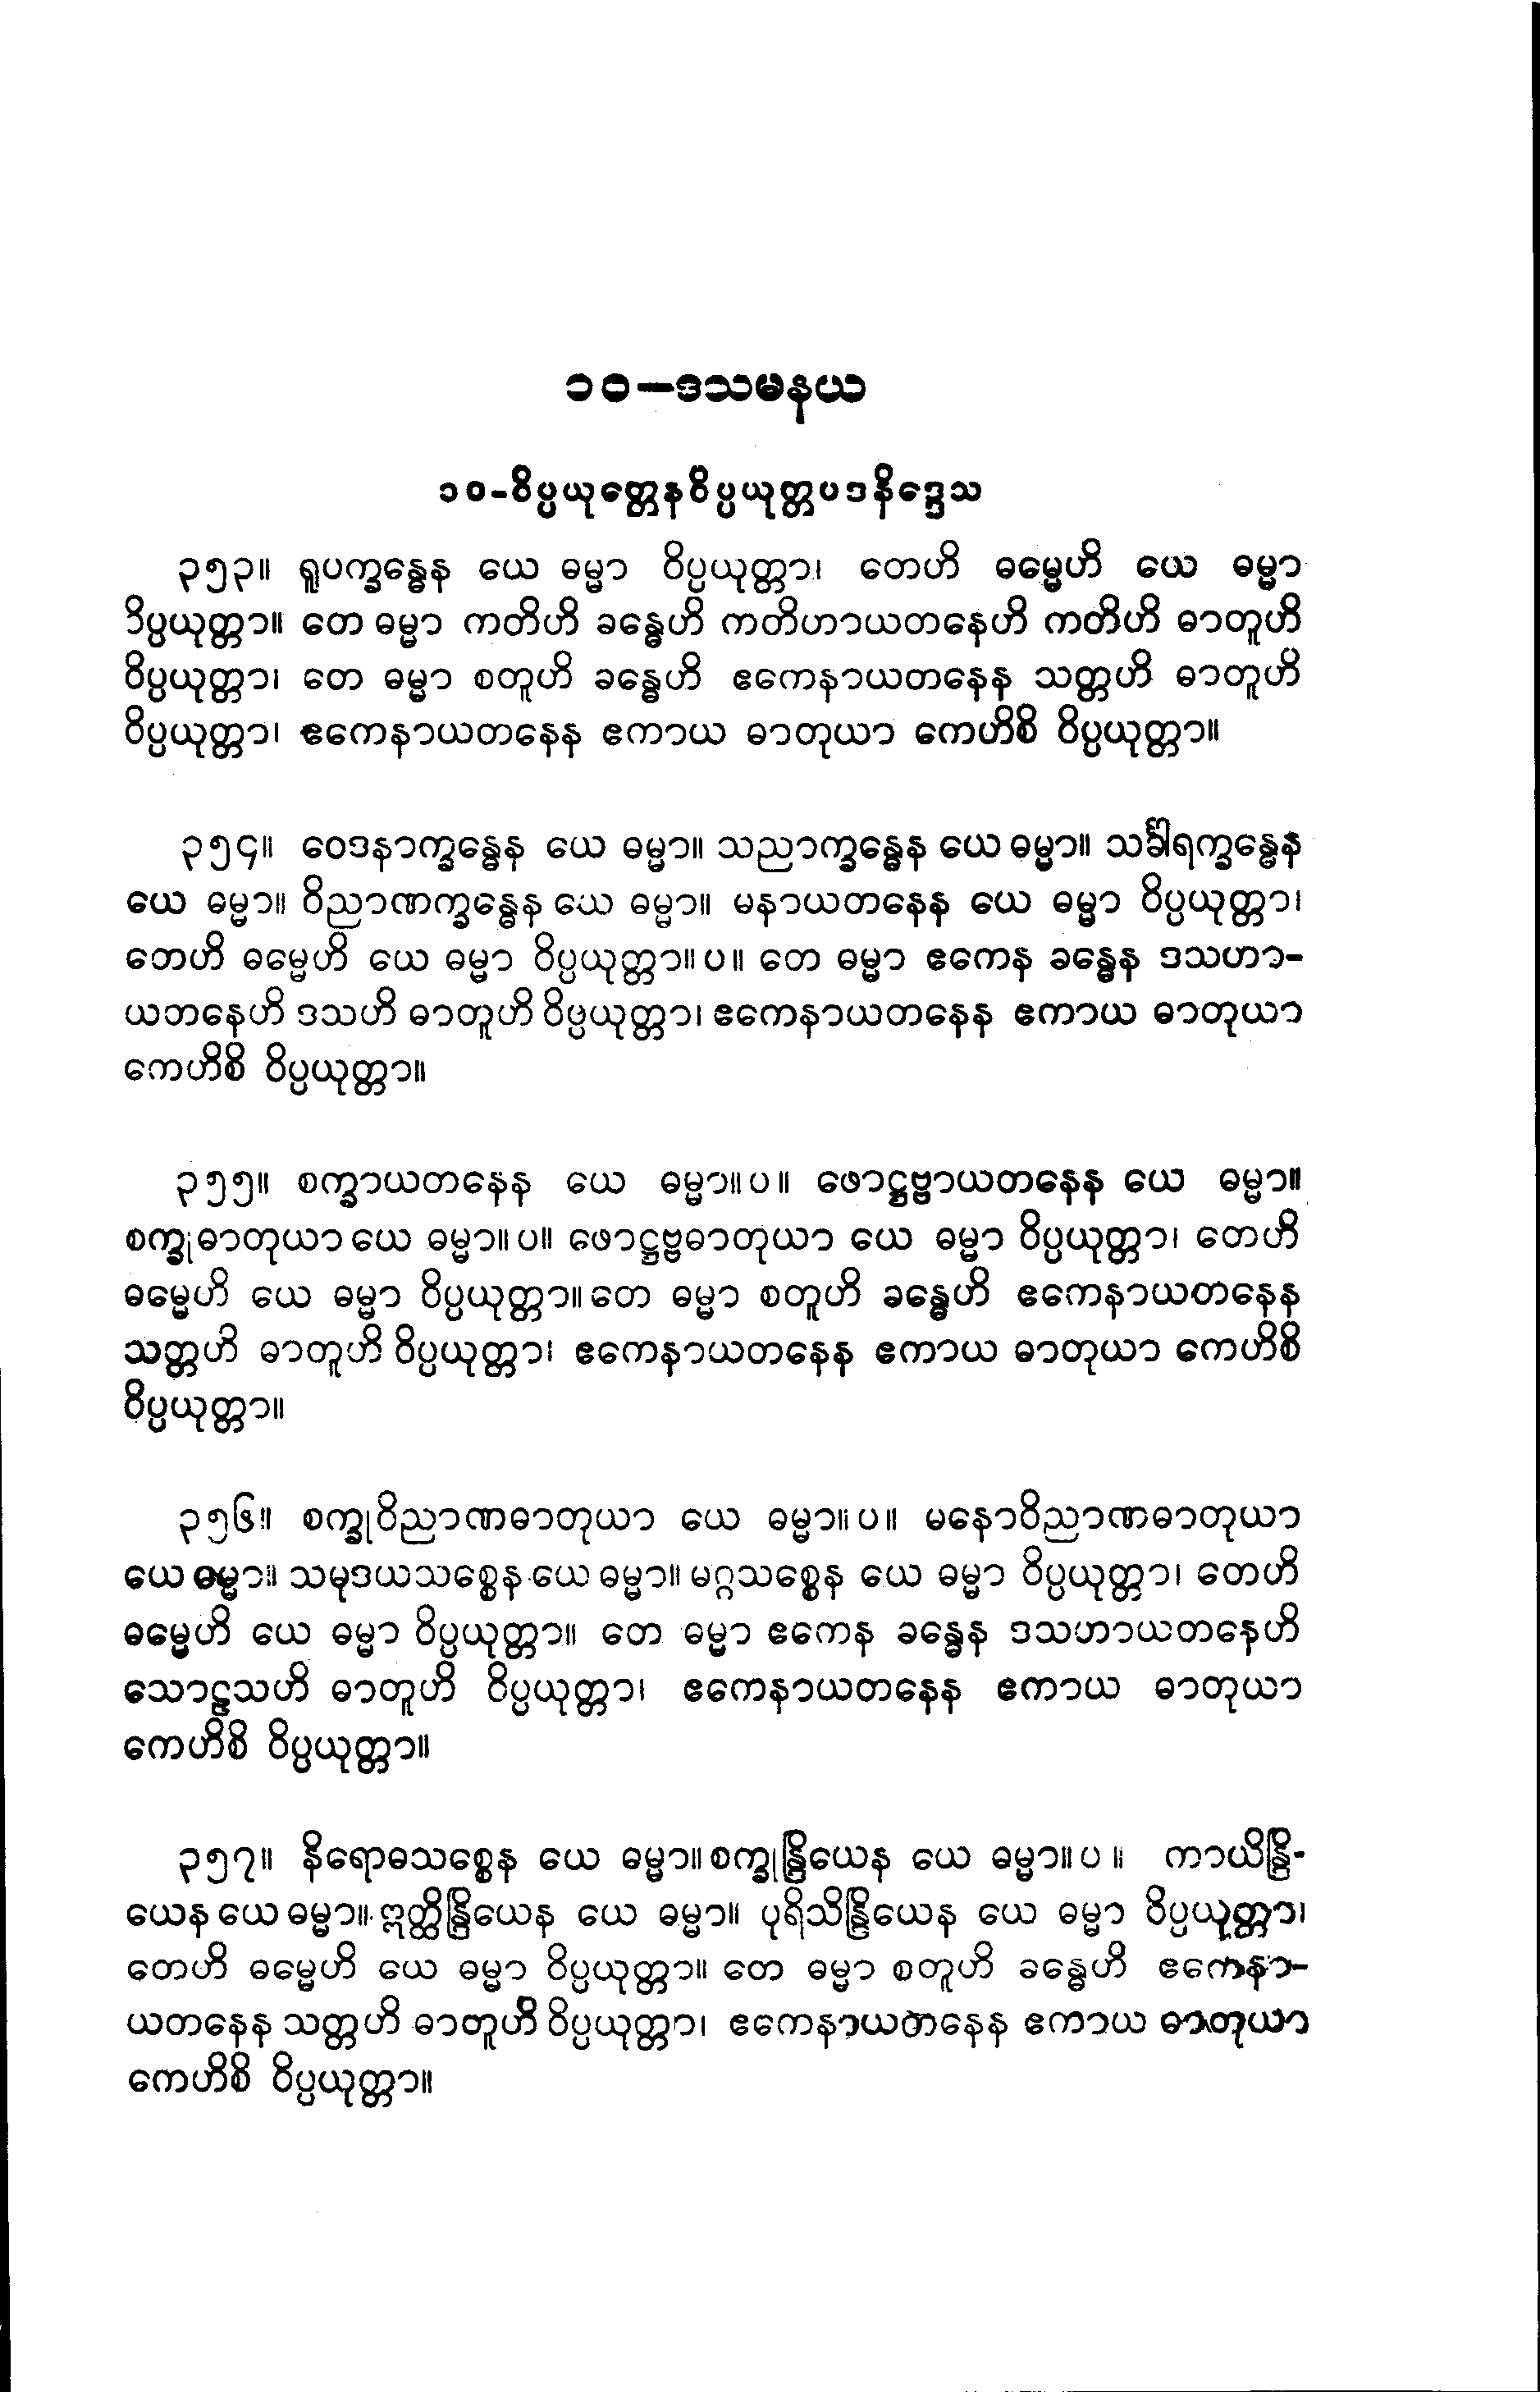 ၁၀–ဒသမနယ
၁၀-ဝိပ္ပယုတ္တေနဝိပ္ပယုတ္တပဒနိဒ္ဒေသ
၃၅၃။ ရူပက္ခန္ဓေန ယေ ဓမ္မာ ဝိပ္ပယုတ္တာ၊ တေဟိ ဓမ္မေဟိ ယေ ဓမ္မာ
ဝိပ္ပယုတ္တာ။ တေ ဓမ္မာ ကတိဟိ ခန္ဓေဟိ ကတိဟာယတနေဟိ ကတိဟိ ဓာတူဟိ
ဝိပ္ပယုတ္တာ၊ တေ ဓမ္မာ စတူဟိ ခန္ဓေဟိ ဧကေနာယတနေန သတ္တဟိ ဓာတူဟိ
ဝိပ္ပယုတ္တာ၊ ဧကေနာယတနေန ဧကာယ ဓာတုယာ ကေဟိစိ ဝိပ္ပယုတ္တာ။
၃၅၄။ ဝေဒနာက္ခန္ဓေန ယေ ဓမ္မာ။ သညာက္ခန္ဓေန ယေ ဓမ္မာ။ သင်္ခါရက္ခန္ဓေန
ယေ ဓမ္မာ။ ဝိညာဏက္ခန္ဓေန ယေ ဓမ္မာ။ မနာယတနေန ယေ ဓမ္မာ ဝိပ္ပယုတ္တာ၊
တေဟိ ဓမ္မေဟိ ယေ ဓမ္မာ ဝိပ္ပယုတ္တာ။ ပ။ တေ ဓမ္မာ ဧကေန ခန္ဓေန ဒသဟာ-
ယတနေဟိ ဒသဟိ ဓာတူဟိ ဝိပ္ပယုတ္တာ၊ ဧကေနာယတနေန ဧကာယ ဓာတုယာ
ကေဟိစိ ဝိပ္ပယုတ္တာ။
၃၅၅။ စက္ခာယတနေန ယေ ဓမ္မာ။ ပ။ ဖောဋ္ဌဗ္ဗာယတနေန ယေ ဓမ္မာ။
စက္ခုဓာတုယာ ယေ ဓမ္မာ။ ပ။ ဖောဋ္ဌဗ္ဗဓာတုယာ ယေ ဓမ္မာ ဝိပ္ပယုတ္တာ၊ တေဟိ
ဓမ္မေဟိ ယေ ဓမ္မာ ဝိပ္ပယုတ္တာ။ တေ ဓမ္မာ စတူဟိ ခန္ဓေဟိ ဧကေနာယတနေန
သတ္တဟိ ဓာတူဟိ ဝိပ္ပယုတ္တာ၊ ဧကေနာယတနေန ဧကာယ ဓာတုယာ ကေဟိစိ
ဝိပ္ပယုတ္တာ။
၃၅၆။ စက္ခုဝိညာဏဓာတုယာ ယေ ဓမ္မာ။ ပ။ မနောဝိညာဏဓာတုယာ
ယေ ဓမ္မာ။ သမုဒယသစ္စေန ယေ ဓမ္မာ။ မဂ္ဂသစ္စေန ယေ ဓမ္မာ ဝိပ္ပယုတ္တာ၊ တေဟိ
ဓမ္မေဟိ ယေ ဓမ္မာ ဝိပ္ပယုတ္တာ။ တေ ဓမ္မာ ဧကေန ခန္ဓေန ဒသဟာယတနေဟိ
သောဠသဟိ ဓာတူဟိ ဝိပ္ပယုတ္တာ၊ ဧကေနာယတနေန ဧကာယ ဓာတုယာ
ကေဟိစိ ဝိပ္ပယုတ္တာ။
၃၅၇။ နိရောဓသစ္စေန ယေ ဓမ္မာ။ စက္ခုန္ဒြိယေန ယေ ဓမ္မာ။ ပ။ ကာယိန္ဒြိ-
ယေန ယေ ဓမ္မာ။ ဣတ္ထိန္ဒြိယေန ယေ ဓမ္မာ။ ပုရိသိန္ဒြိယေန ယေ ဓမ္မာ ဝိပ္ပယုတ္တာ၊
တေဟိ ဓမ္မေဟိ ယေ ဓမ္မာ ဝိပ္ပယုတ္တာ။ တေ ဓမ္မာ စတူဟိ ခန္ဓေဟိ ဧကေနာ-
ယတနေန သတ္တဟိ ဓာတူဟိ ဝိပ္ပယုတ္တာ၊ ဧကေနာယတနေန ဧကာယ ဓာတုယာ
ကေဟိစိ ဝိပ္ပယုတ္တာ။